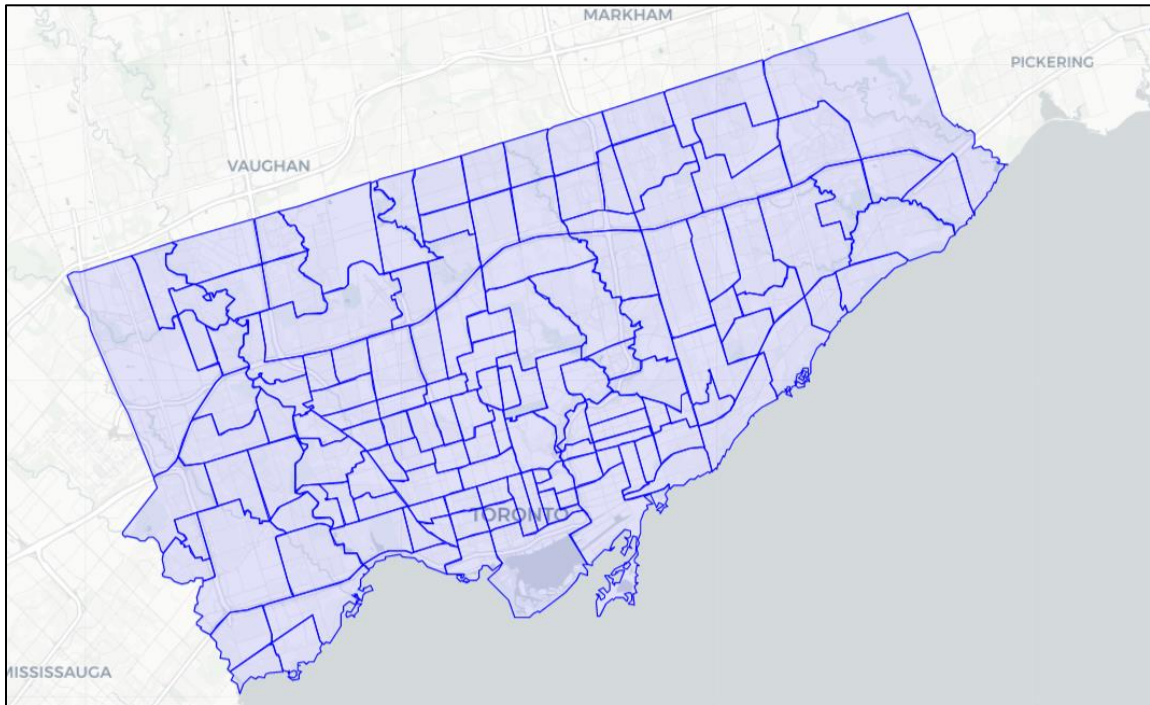 MARKHAM
PICKERING
VAUGHAN
TORONTO
MISSISSAUGA